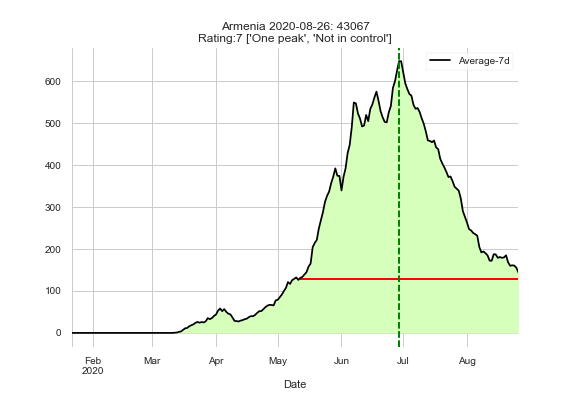 Armenia 2020-08-26: 43067
Rating:7 ['One peak', 'Not in control']
Average-7d
600
500
400
300
200
100
0
Feb
2020
Mar
Apr
May
Jun
Jul
Aug
Date